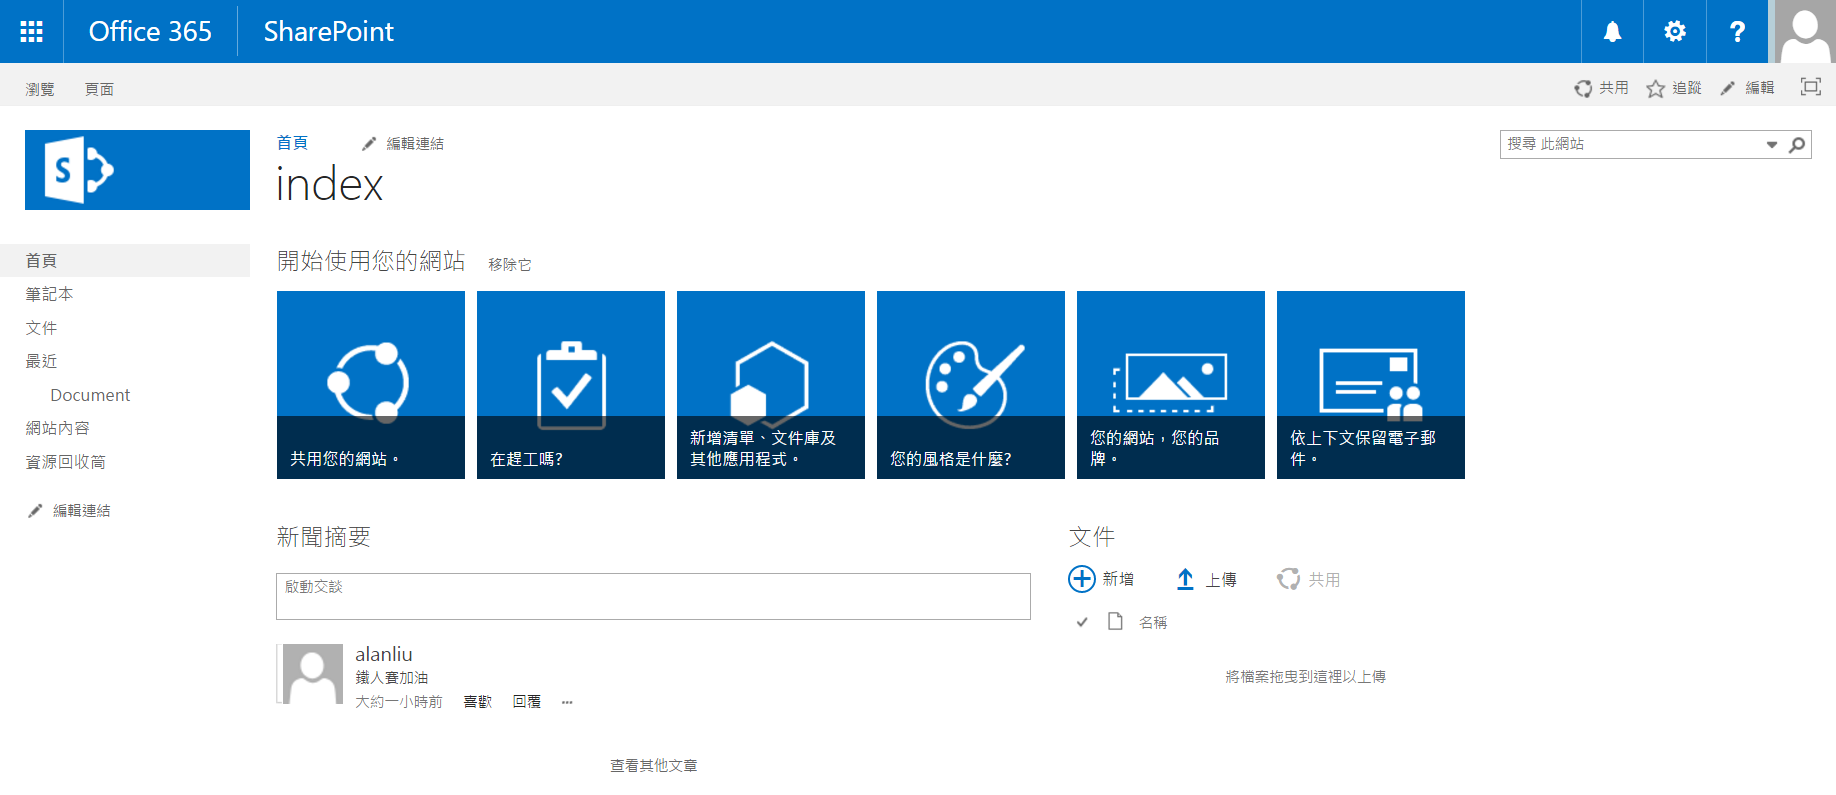 Office 365
SharePoint
瀏覽
頁面
共用
追蹤
編輯
首頁
編輯連結
搜尋 此網站
index
首頁
筆記本
文件
最近
Document
網站內容
資源回收筒
編輯連結
開始使用您的網站
移除它
共用您的網站。
在趕工嗎?
新增清單、文件庫及
其他應用程式。
您的風格是什麼?
您的網站，您的品
牌。
依上下文保留電子郵
件。
新聞摘要
啟動交談
alanliu
鐵人賽加油
大約一小時前
喜歡
回覆
...
查看其他文章
文件
新增
上傳
共用
名稱
將檔案拖曳到這裡以上傳